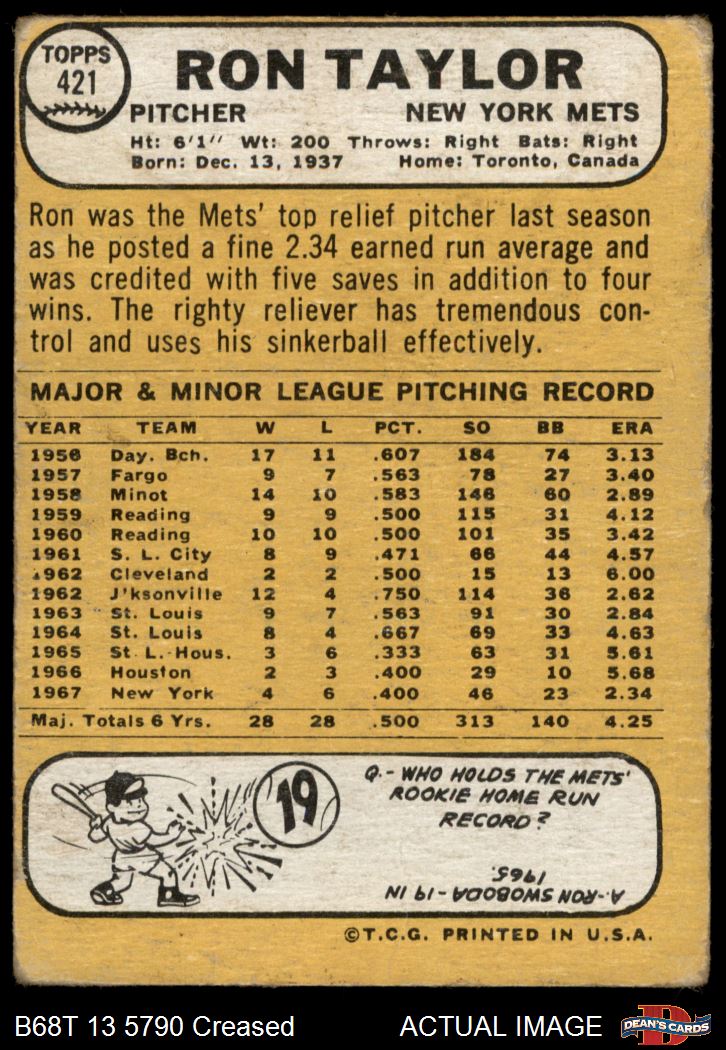 TOPPS
421
RON TAYLOR
PITCHER NEW YORK METS
Ht: 6'1" Wt: 200 Throws: Right Bats: Right
Born: Dec. 13, 1937 Home: Toronto, Canada
Ron was the Mets' top relief pitcher last season
as he posted a fine 2.34 earned run average and
was credited with five saves in addition to four
wins. The righty reliever has tremendous con-
trol and uses his sinkerball effectively.
MAJOR & MINOR LEAGUE PITCHING RECORD
YEAR TEAM W L PCT. SO BB ERA
1956 Day. Bch. 17 11 .607 184 74 3.13
1957 Fargo 9 7 .563 78 27 3.40
1958 Minot 14 10 .583 146 60 2.89
1959 Reading 9 9 .500 115 31 4.12
1960 Reading 10 10 .500 101 35 3.42
1961 S. L. City 8 9 .471 66 44 4.57
1962 Cleveland 2 2 .500 15 13 6.00
1962 J'ksonville 12 4 .750 114 36 2.62
1963 St. Louis 9 7 .563 91 30 2.84
1964 St. Louis 8 4 .667 69 33 4.63
1965 St L.-Hous. 3 6 .333 63 31 5.61
1966 Houston 2 3 .400 29 10 5.68
1967 New York 4 6 .400 46 23 2.34
Maj. Totals 6 Yrs. 28 28 .500 313 140 4.25
19
Q.- WHO HOLDS THE METS'
ROOKIE HOME RUN
RECORD?
A.-RON SWOBODA-19 IN
1965.
©T.C.G. PRINTED IN U.S.A.
B68T 13 5790 Creased ACTUAL IMAGE
D
DEAN'S CARDS